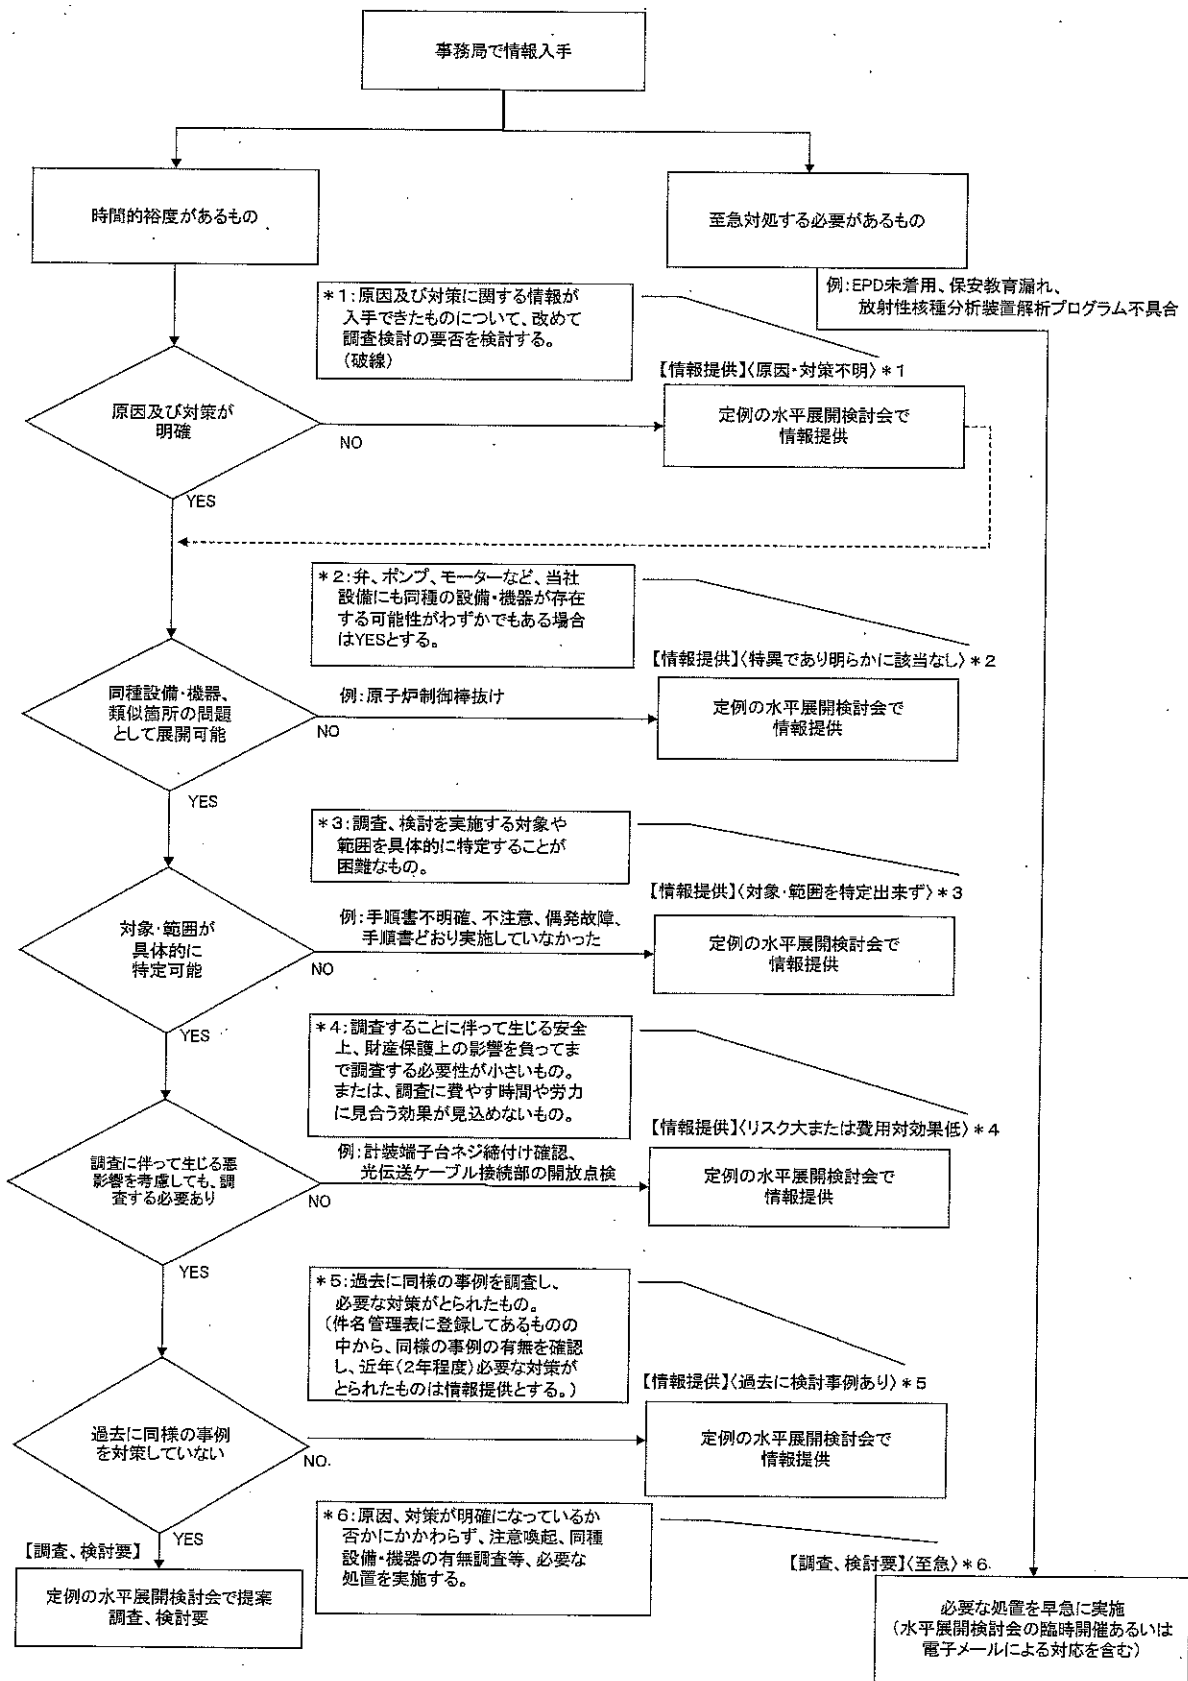 事務局で情報入手
時間的裕度があるもの
至急対処する必要があるもの
例:EPD未着用、保安教育漏れ、
放射性核種分析装置解析プログラム不具合
*1:原因及び対策に関する情報が
入手できたものについて、改めて
調査検討の要否を検討する。
(破線)
【情報提供】〈原因・対策不明〉*1
原因及び対策が
明確
NO
定例の水平展開検討会で
情報提供
YES
*2:弁、ポンプ、モーターなど、当社
設備にも同種の設備・機器が存在
する可能性がわずかでもある場合
はYESとする。
【情報提供】〈特異であり明らかに該当なし〉*2
同種設備・機器、
類似箇所の問題
として展開可能
例:原子炉制御棒抜け
NO
定例の水平展開検討会で
情報提供
YES
*3:調査、検討を実施する対象や
範囲を具体的に特定することが
困難なもの。
【情報提供】〈対象・範囲を特定出来ず〉*3
対象・範囲が
具体的に
特定可能
例:手順書不明確、不注意、偶発故障、
手順書どおり実施していなかった
NO
定例の水平展開検討会で
情報提供
YES
*4:調査することに伴って生じる安全
上、財産保護上の影響を負ってま
で調査する必要性が小さいもの。
または、調査に費やす時間や労力
に見合う効果が見込めないもの。
【情報提供】〈リスク大または費用対効果低〉*4
調査に伴って生じる悪
影響を考慮しても、調
査する必要あり
例:計装端子台ネジ締付け確認、
光伝送ケーブル接続部の開放点検
NO
定例の水平展開検討会で
情報提供
YES
*5:過去に同様の事例を調査し、
必要な対策がとられたもの。
(件名管理表に登録してあるものの
中から、同様の事例の有無を確認
し、近年(2年程度)必要な対策が
とられたものは情報提供とする。)
【情報提供】〈過去に検討事例あり〉*5
過去に同様の事例
を対策していない
NO.
定例の水平展開検討会で
情報提供
YES
*6:原因、対策が明確になっているか
否かにかかわらず、注意喚起、同種
設備・機器の有無調査等、必要な
処置を実施する。
【調査、検討要】
定例の水平展開検討会で提案
調査、検討要
【調査、検討要】〈至急〉*6
必要な処置を早急に実施
(水平展開検討会の臨時開催あるいは
電子メールによる対応を含む)